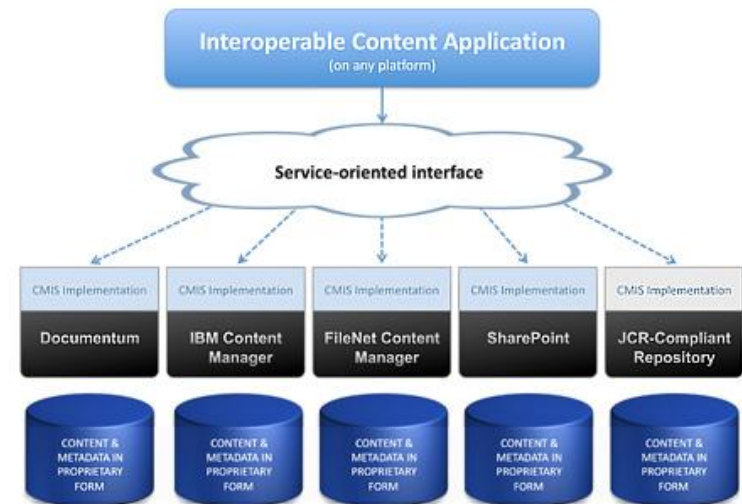 Interoperable Content Application
(on any platform)
Service-oriented interface
CMIS Implementation
CMIS Implementation
CMIS Implementation
CMIS Implementation
CMIS Implementation
Documentum
IBM Content
Manager
FileNet Content
Manager
SharePoint
JCR-Compliant
Repository
CONTENT &
METADATA IN
PROPRIETARY
FORM
CONTENT &
METADATA IN
PROPRIETARY
FORM
CONTENT &
METADATA IN
PROPRIETARY
FORM
CONTENT &
METADATA IN
PROPRIETARY
FORM
CONTENT &
METADATA IN
PROPRIETARY
FORM